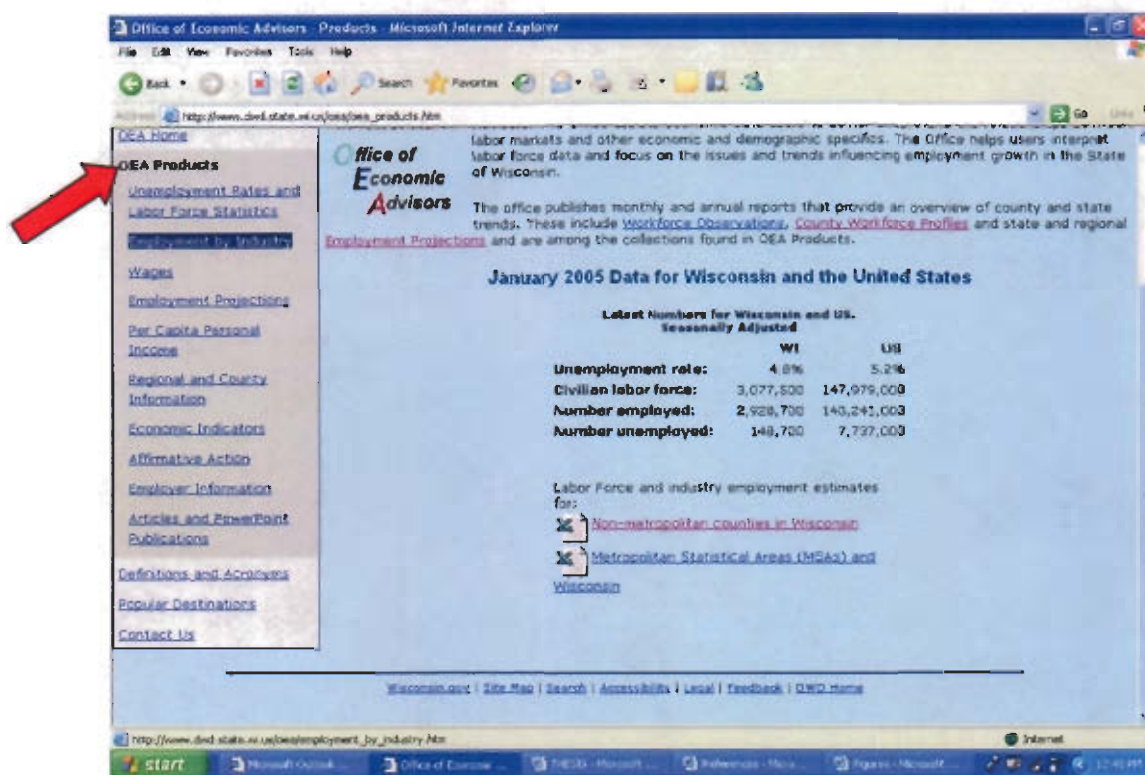 Office of Economic Advisors - Products - Microsoft Internet Explorer
File Edit View Favorites Tools Help
Back Search Favorites
http://www.dwd.state.wi.us/oea/oea_products.htm Go
OEA Home
OEA Products
Unemployment Rates and
Labor Force Statistics
Employment by Industry
Wages
Employment Projections
Per Capita Personal
Income
Regional and County
Information
Economic Indicators
Affirmative Action
Employer Information
Articles and PowerPoint
Publications
Definitions and Acronyms
Popular Destinations
Contact Us
Office of
Economic
Advisors
labor markets and other economic and demographic specifics. The Office helps users interpret
labor force data and focus on the issues and trends influencing employment growth in the State
of Wisconsin.
The office publishes monthly and annual reports that provide an overview of county and state
trends. These include Workforce Observations, County Workforce Profiles and state and regional
Employment Projections and are among the collections found in OEA Products.
January 2005 Data for Wisconsin and the United States
Latest Numbers for Wisconsin and US.
Seasonally Adjusted
WI US
Unemployment rate: 4.8% 5.2%
Civilian labor force: 147,979,000
Number employed: 2,928,700
Number unemployed: 148,700 7,737,000
Labor Force and industry employment estimates
for:
Non-metropolitan counties in Wisconsin
Metropolitan Statistical Areas (MSAs) and
Wisconsin
Wisconsin.gov | Site Map | Search | Accessibility | Legal | Feedback | DWD Home
http://www.dwd.state.wi.us/oea/employment_by_industry.htm Internet
start Microsoft Outlook ... Office of Economic ... THESIS - Microsoft ... References - Micro... Figures - Microsoft ...